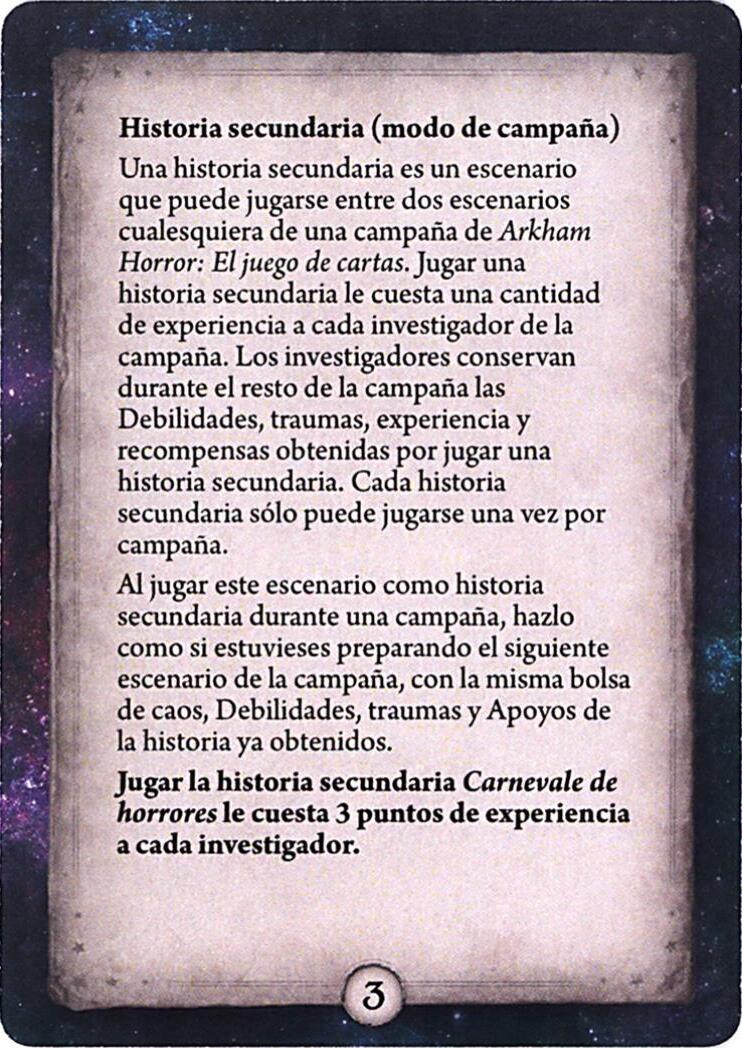 Historia secundaria (modo de campaña)
Una historia secundaria es un escenario
que puede jugarse entre dos escenarios
cualesquiera de una campaña de Arkham
Horror: El juego de cartas. Jugar una
historia secundaria le cuesta una cantidad
de experiencia a cada investigador de la
campaña. Los investigadores conservan
durante el resto de la campaña las
Debilidades, traumas, experiencia y
recompensas obtenidas por jugar una
historia secundaria. Cada historia
secundaria sólo puede jugarse una vez por
campaña.
Al jugar este escenario como historia
secundaria durante una campaña, hazlo
como si estuvieses preparando el siguiente
escenario de la campaña, con la misma bolsa
de caos, Debilidades, traumas y Apoyos de
la historia ya obtenidos.
Jugar la historia secundaria Carnevale de
horrores le cuesta 3 puntos de experiencia
a cada investigador.
3